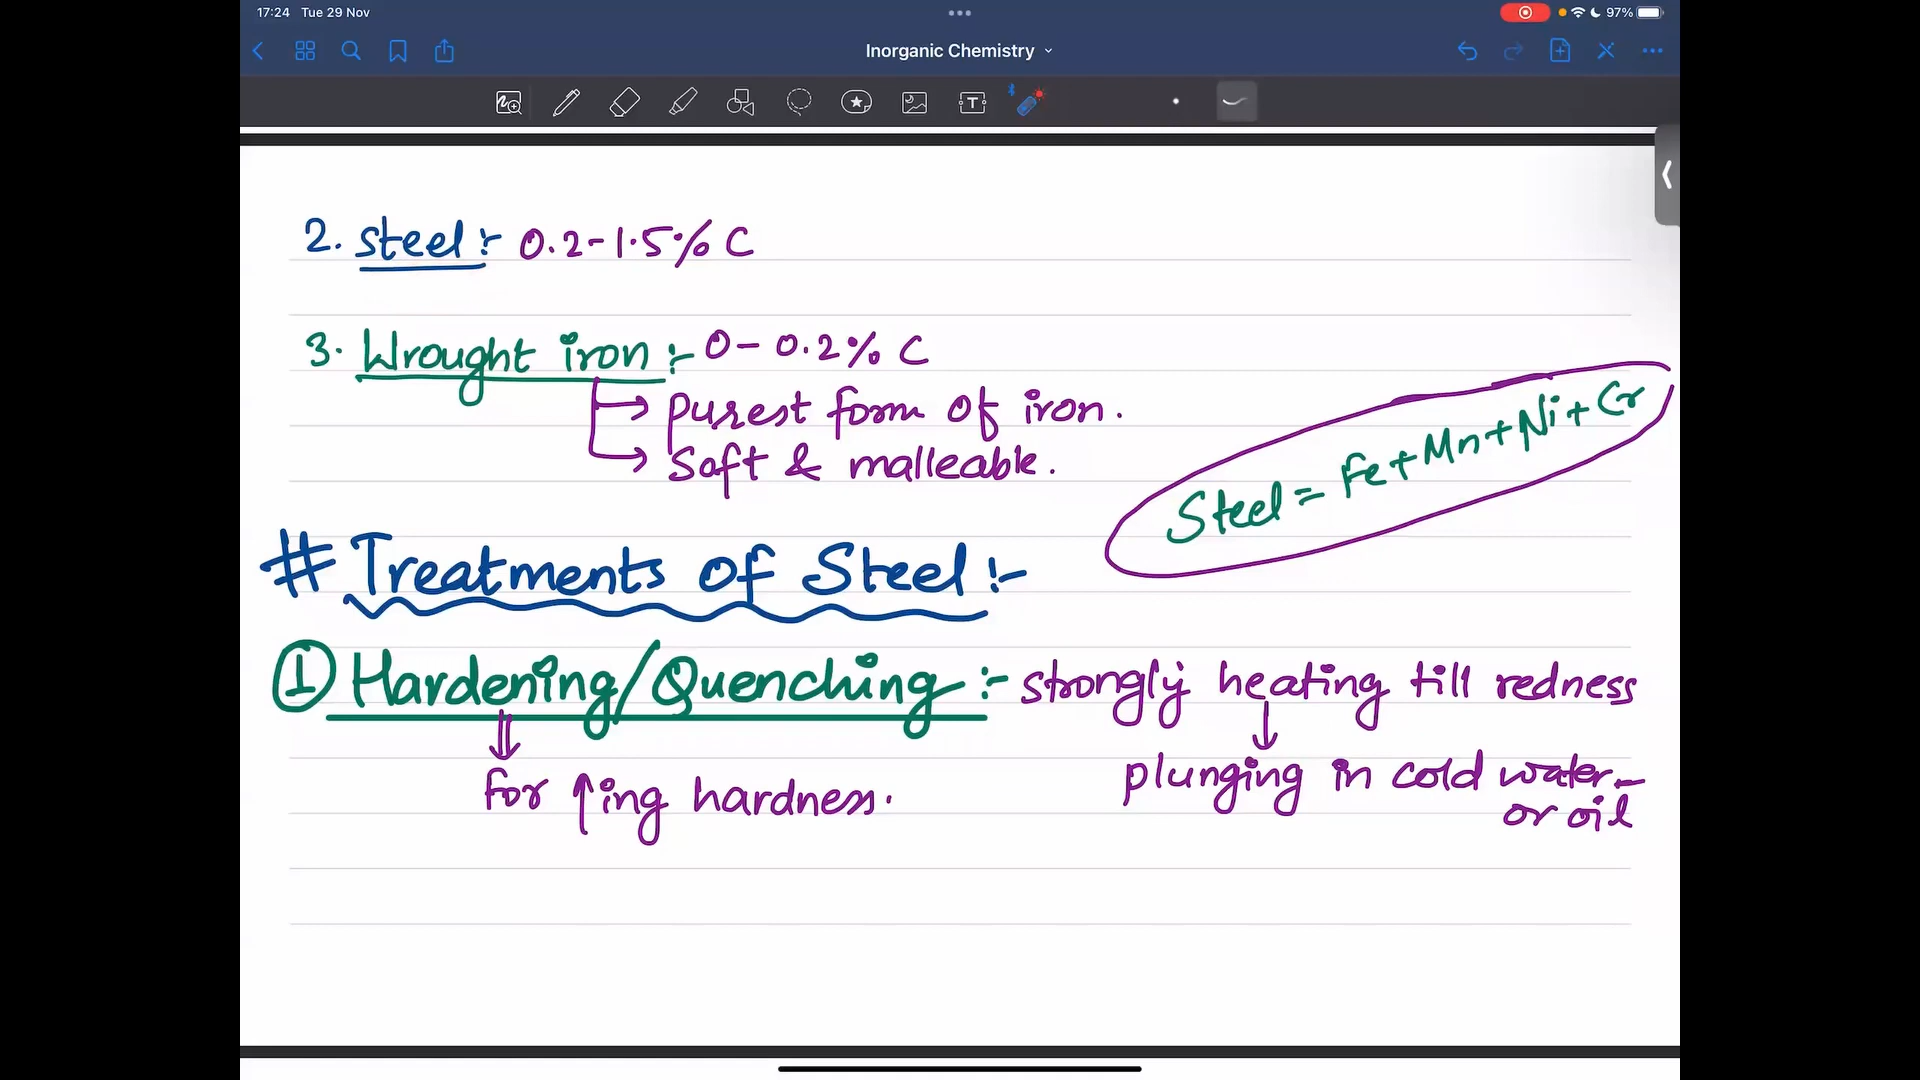 17:24 Tue 29 Nov
97%
Inorganic Chemistry
T
2. Steel :- 0.2-1.5% C
3. Wrought iron :- 0-0.2% C
purest form of iron.
Soft & malleable.
Steel = Fe+Mn+Ni+Cr
# Treatments of Steel :-
① Hardening/Quenching :- strongly heating till redness
for ↑ing hardness.
plunging in cold water
or oil